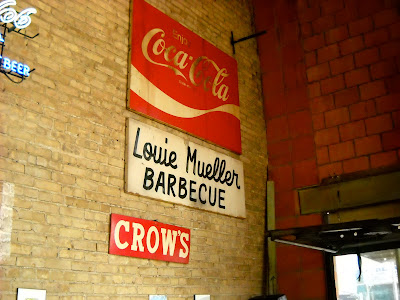 BEER
Enjoy
Coca-Cola
Louie Mueller
BARBECUE
CROW'S